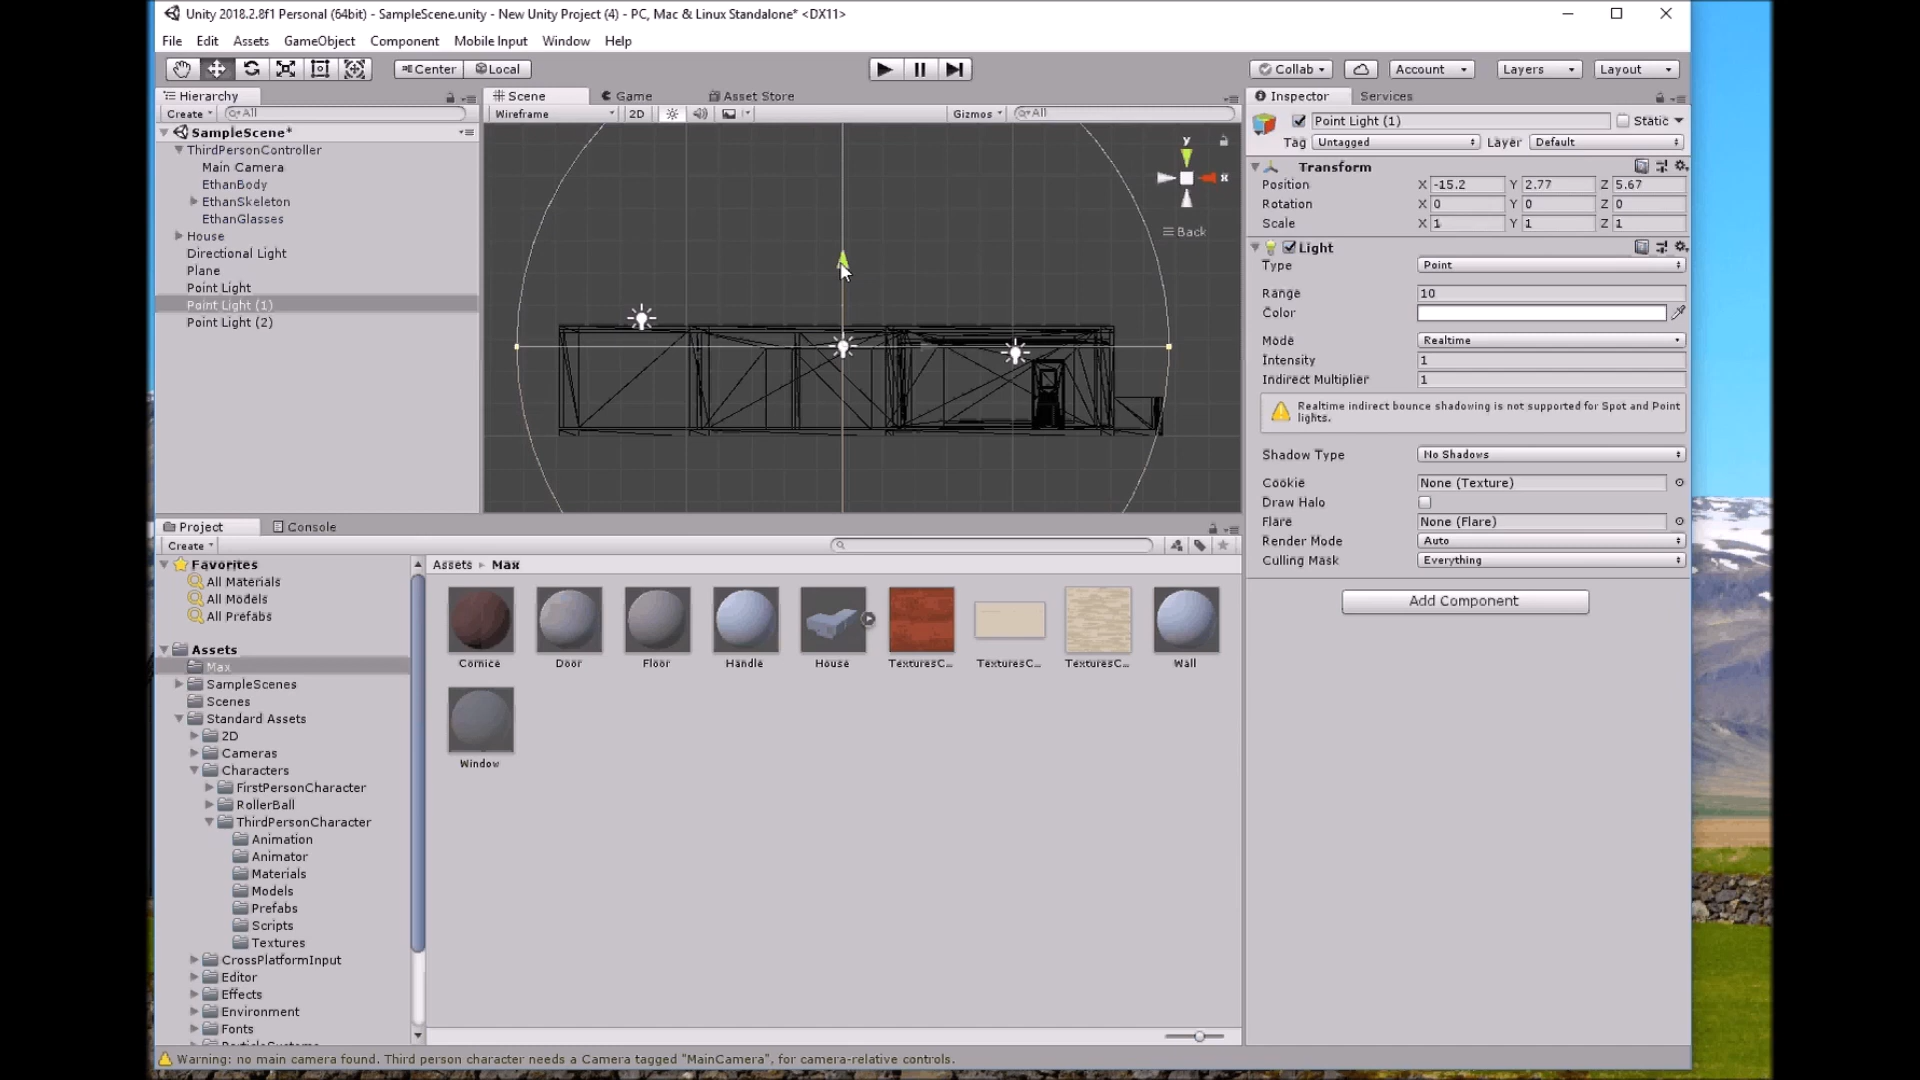 Unity 2018.2.8f1 Personal (64bit) - SampleScene.unity - New Unity Project (4) - PC, Mac & Linux Standalone* <DX11>
File Edit Assets GameObject Component Mobile Input Window Help
Center Local Collab Account Layers Layout
Hierarchy
Create All
SampleScene*
ThirdPersonController
Main Camera
EthanBody
EthanSkeleton
EthanGlasses
House
Directional Light
Plane
Point Light
Point Light (1)
Point Light (2)
Scene Game Asset Store
Wireframe 2D Gizmos All
y
x
Back
Inspector Services
Point Light (1) Static
Tag Untagged Layer Default
Transform
Position X -15.2 Y 2.77 Z 5.67
Rotation X 0 Y 0 Z 0
Scale X 1 Y 1 Z 1
Light
Type Point
Range 10
Color
Mode Realtime
Intensity 1
Indirect Multiplier 1
Realtime indirect bounce shadowing is not supported for Spot and Point
lights.
Shadow Type No Shadows
Cookie None (Texture)
Draw Halo
Flare None (Flare)
Render Mode Auto
Culling Mask Everything
Add Component
Project Console
Create
Favorites
All Materials
All Models
All Prefabs
Assets
Max
SampleScenes
Scenes
Standard Assets
2D
Cameras
Characters
FirstPersonCharacter
RollerBall
ThirdPersonCharacter
Animation
Animator
Materials
Models
Prefabs
Scripts
Textures
CrossPlatformInput
Editor
Effects
Environment
Fonts
Assets Max
Cornice Door Floor Handle House TexturesC... TexturesC... TexturesC... Wall
Window
Warning: no main camera found. Third person character needs a Camera tagged "MainCamera", for camera-relative controls.